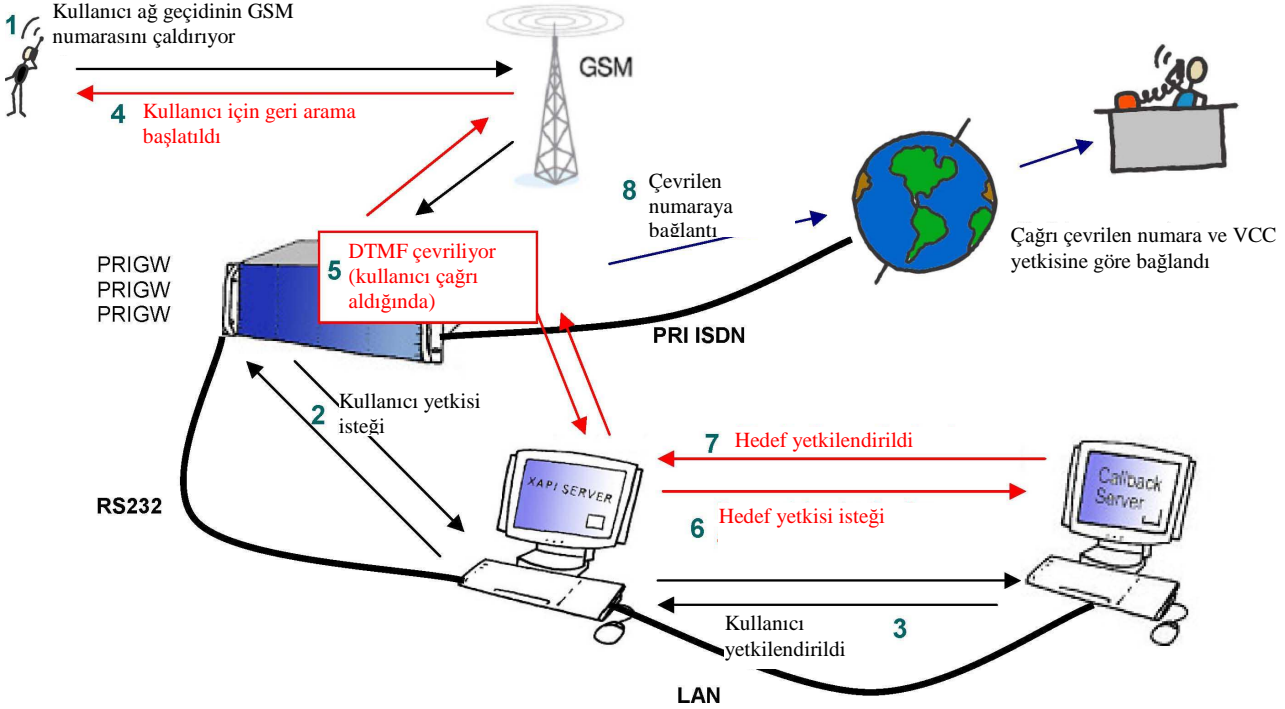 1
Kullanıcı ağ geçidinin GSM
numarasını çaldırıyor
GSM
4 Kullanıcı için geri arama
başlatıldı
8 Çevrilen
numaraya
bağlantı
Çağrı çevrilen numara ve VCC
yetkisine göre bağlandı
PRIGW
PRIGW
PRIGW
5 DTMF çevriliyor
(kullanıcı çağrı
aldığında)
PRI ISDN
2 Kullanıcı yetkisi
isteği
7 Hedef yetkilendirildi
XAPI SERVER
Callback
Server
RS232
6 Hedef yetkisi isteği
Kullanıcı
yetkilendirildi
3
LAN